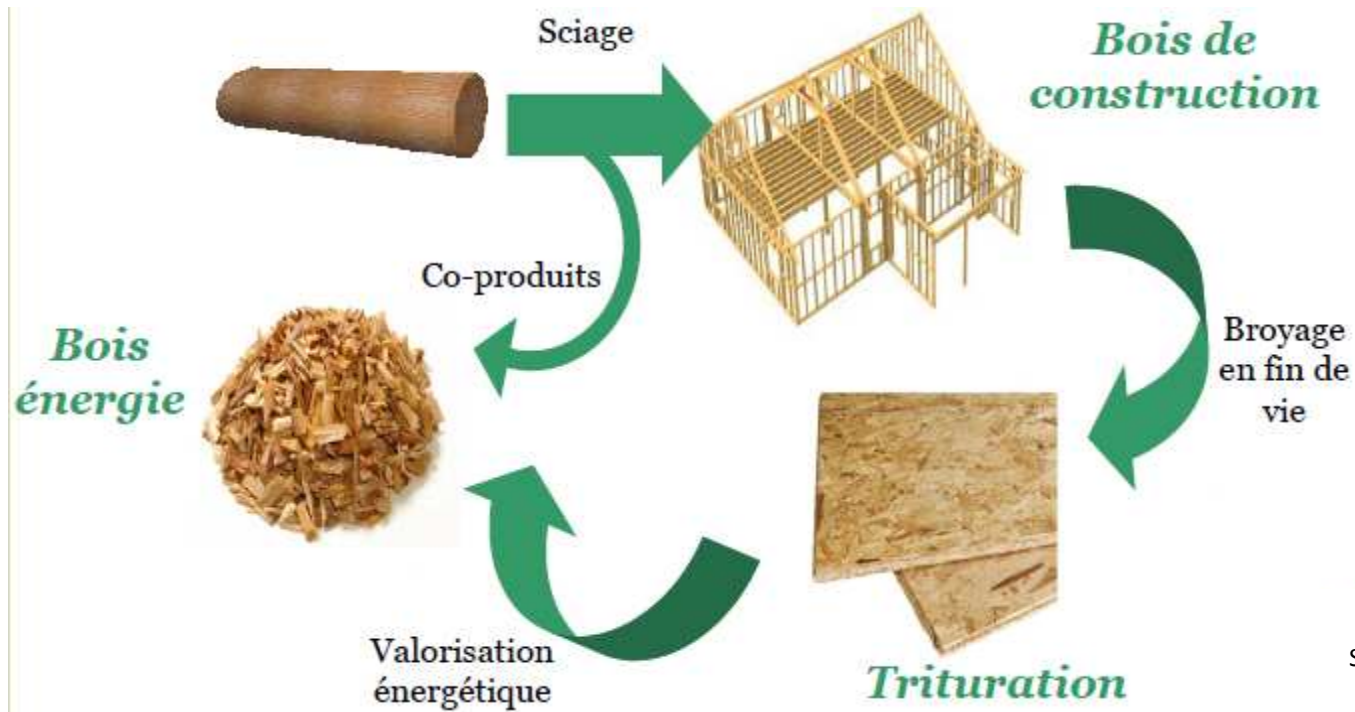 Sciage
Bois de
construction
Co-produits
Bois
énergie
Broyage
en fin de
vie
Valorisation
énergétique
Trituration